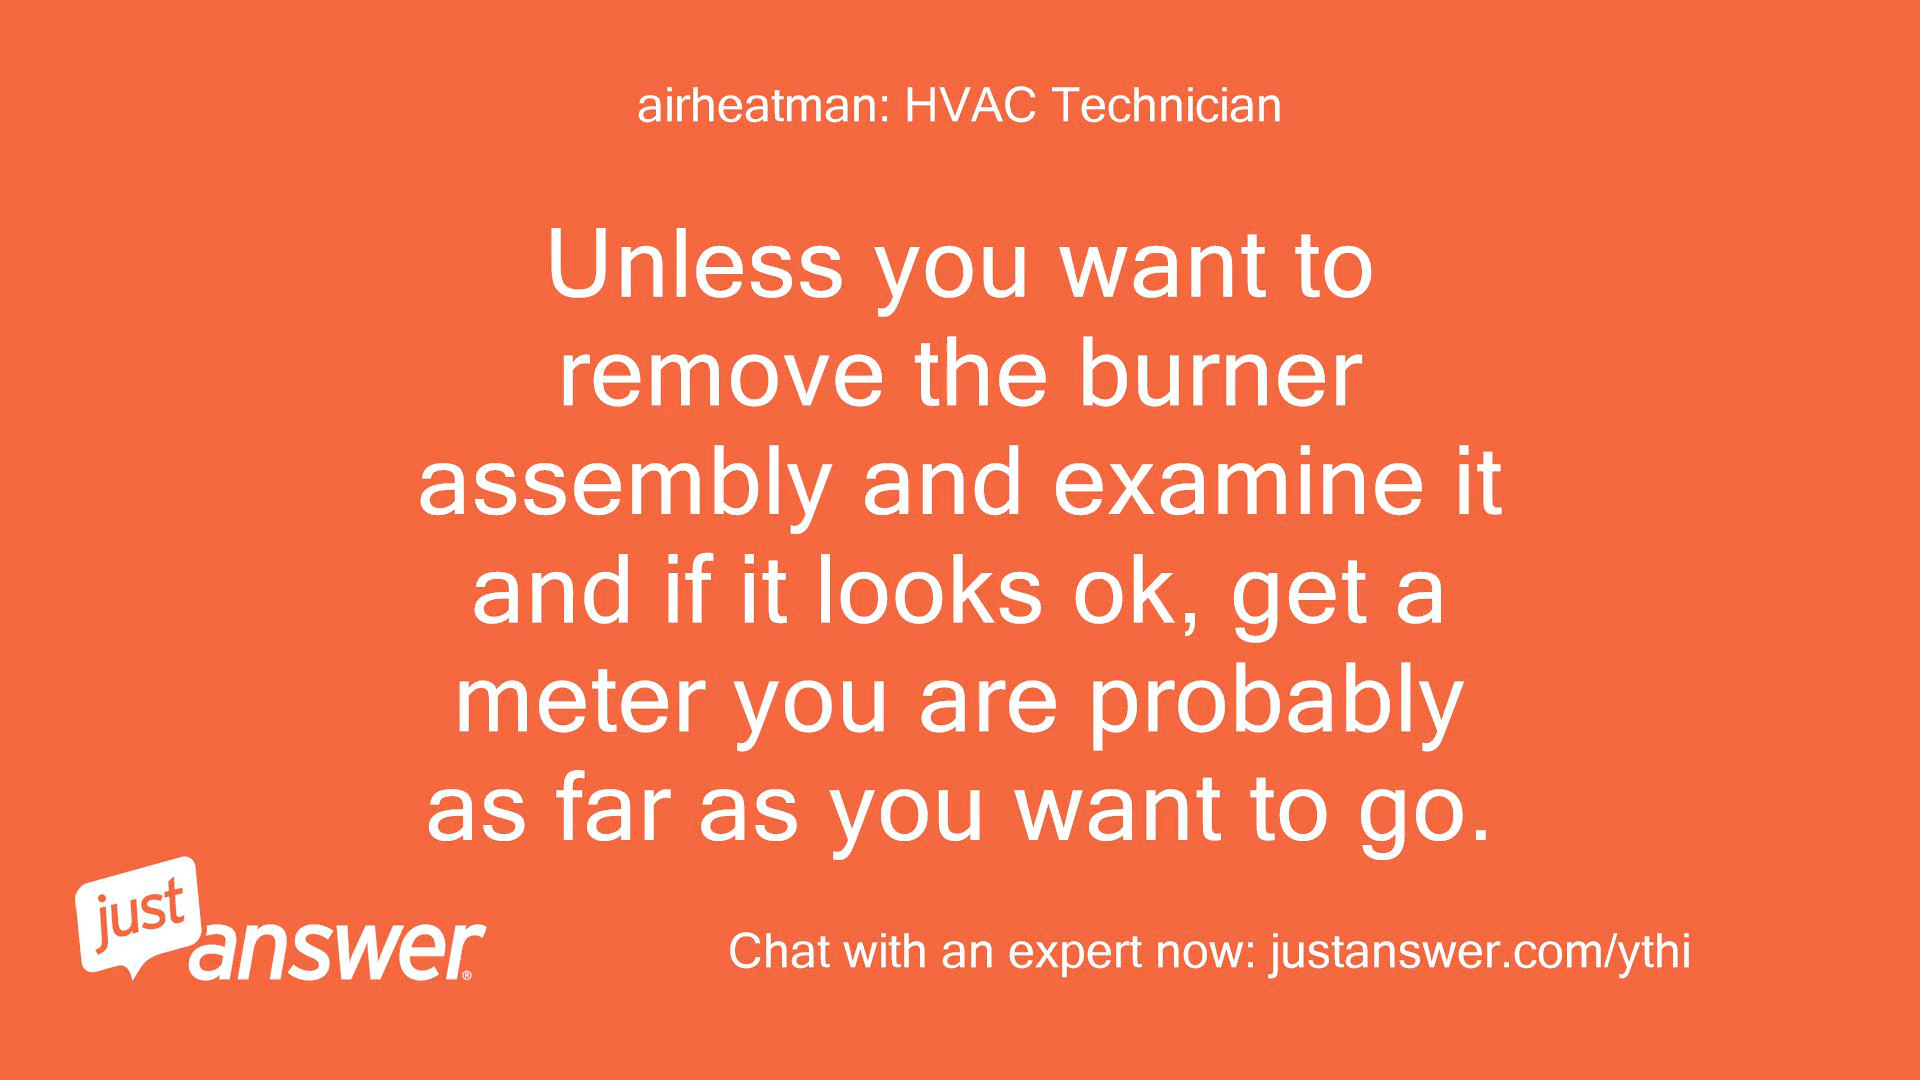 airheatman: HVAC Technician
Unless you want to
remove the burner
assembly and examine it
and if it looks ok, get a
meter you are probably
as far as you want to go.
just
answer®
Chat with an expert now: justanswer.com/ythi